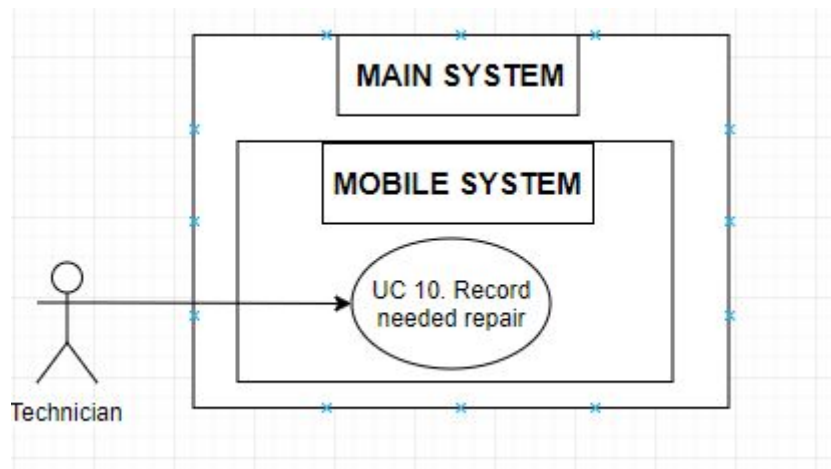 MAIN SYSTEM
MOBILE SYSTEM
UC 10. Record
needed repair
Technician